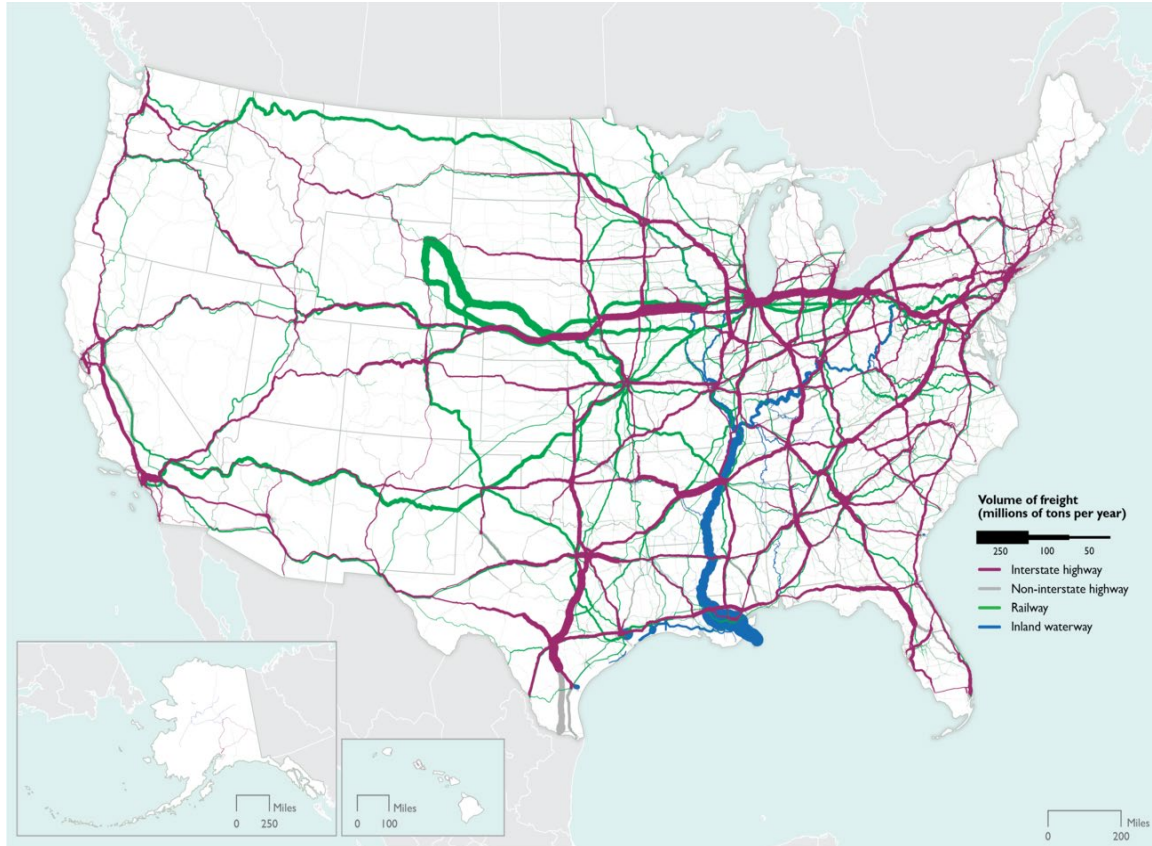 Volume of freight
(millions of tons per year)
250 100 50
Interstate highway
Non-interstate highway
Railway
Inland waterway
Miles
0 250
Miles
0 100
Miles
0 200